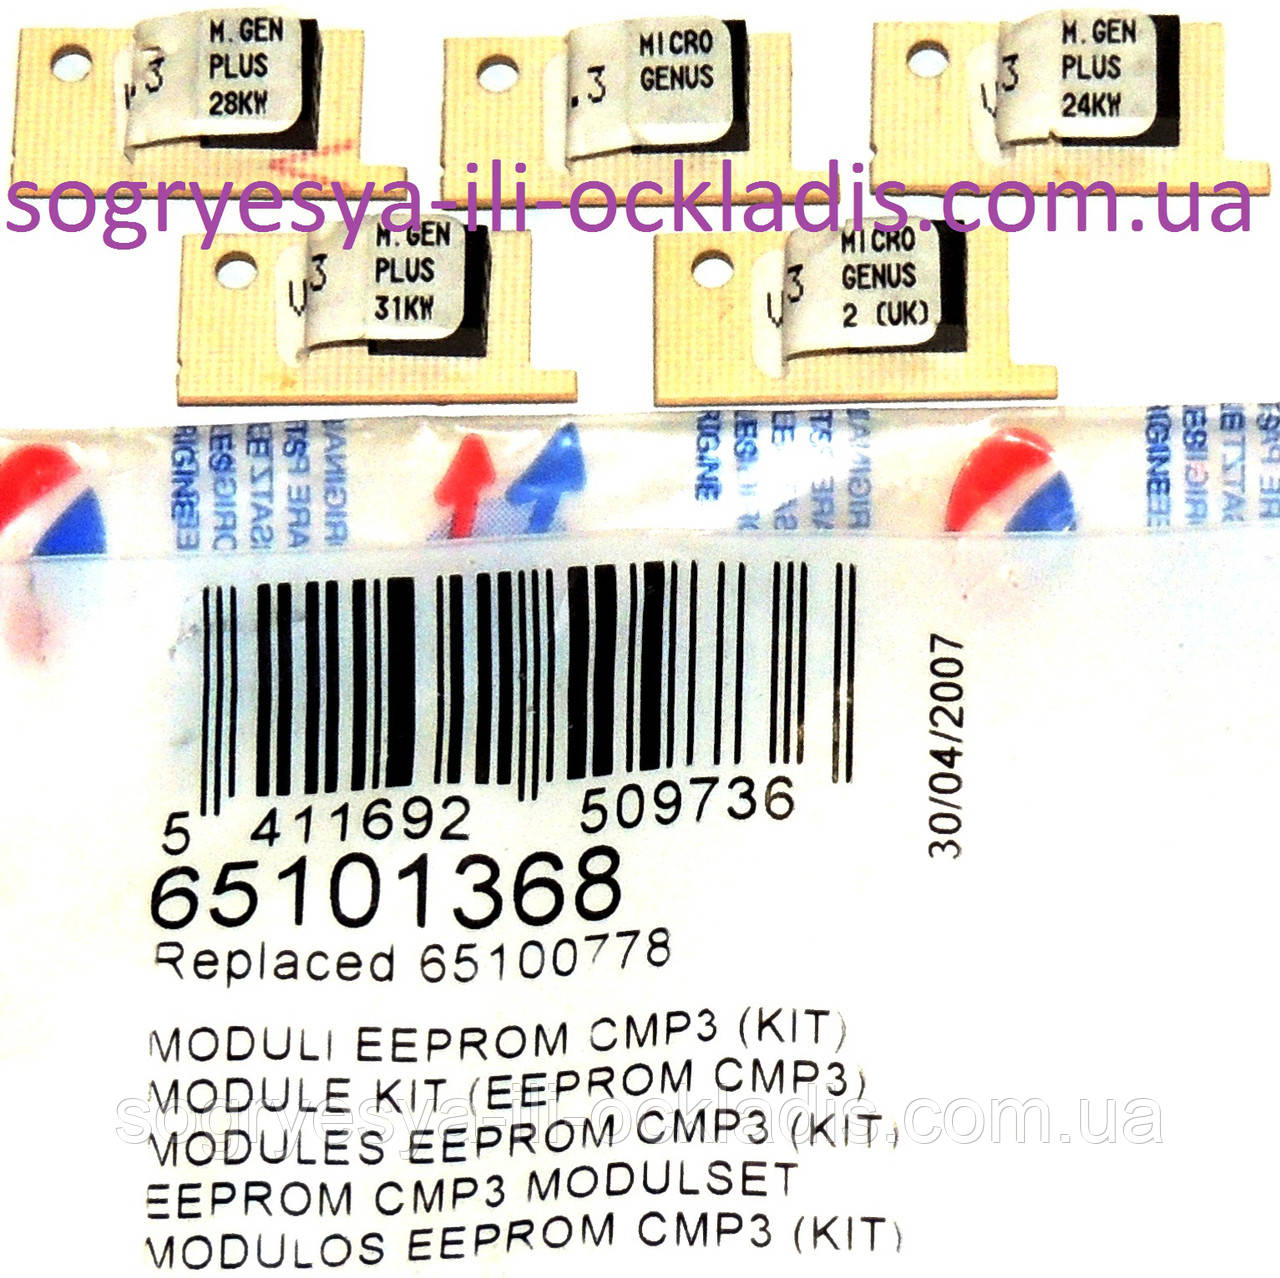 M.GEN
PLUS
28KW
.3
MICRO
GENUS
.3
M.GEN
PLUS
24KW
V3
sogryesya-ili-ockladis.com.ua
M.GEN
PLUS
31KW
V3
MICRO
GENUS
2 (UK)
V3
30/04/2007
5 411692 509736
65101368
Replaced 65100778
MODULI EEPROM CMP3 (KIT)
MODULE KIT (EEPROM CMP3)
sogryesya-ili-ockladis.com.ua
MODULES EEPROM CMP3 (KIT)
EEPROM CMP3 MODULSET
MODULOS EEPROM CMP3 (KIT)